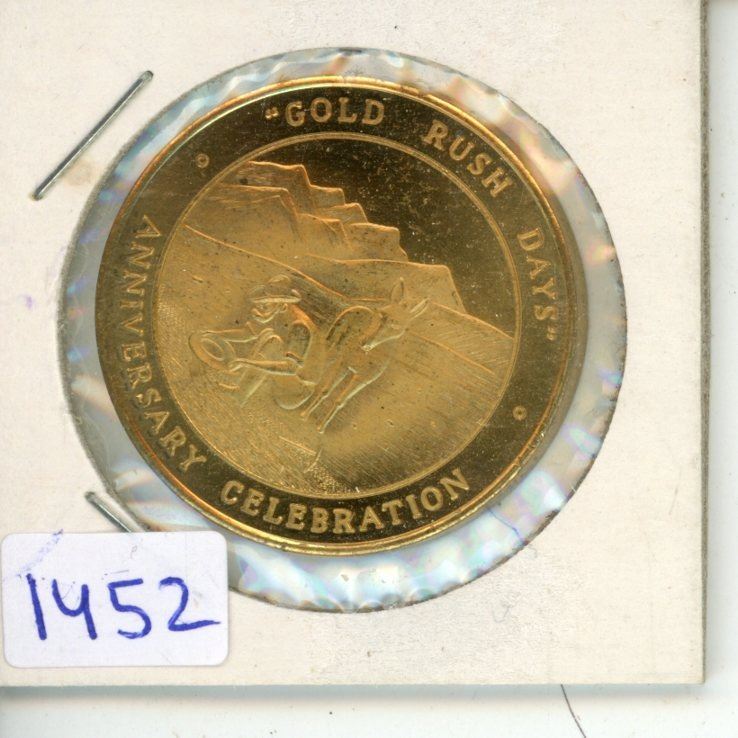 "GOLD RUSH DAYS"
ANNIVERSARY CELEBRATION
1452